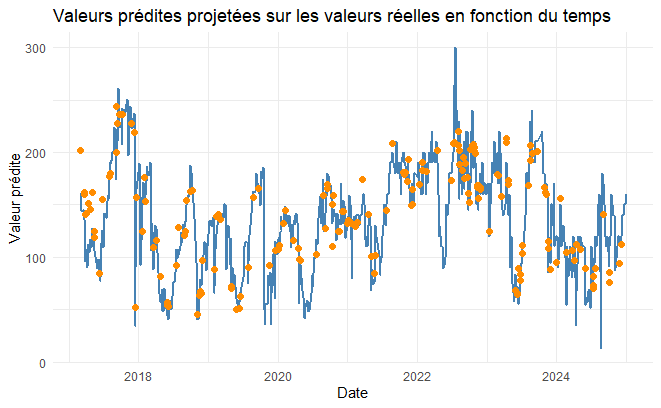 Valeurs prédites projetées sur les valeurs réelles en fonction du temps
300
200
100
0
Valeur prédite
2018 2020 2022 2024
Date